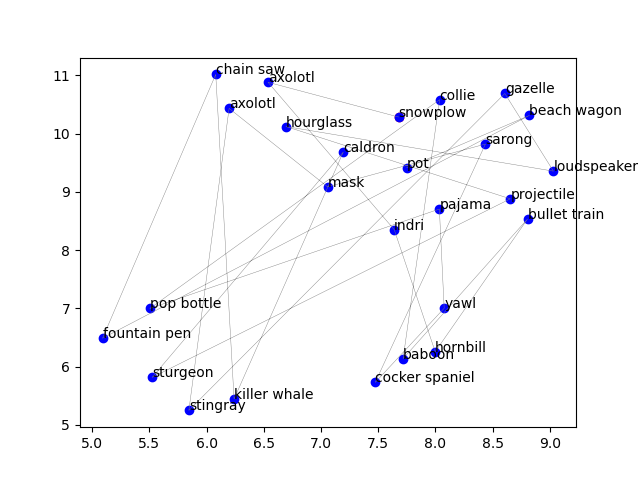 chain saw
axolotl
gazelle
collie
axolotl
snowplow
beach wagon
hourglass
caldron
sarong
pot
loudspeaker
mask
projectile
pajama
bullet train
indri
pop bottle
yawl
fountain pen
hornbill
baboon
sturgeon
cocker spaniel
killer whale
stingray
11
10
9
8
7
6
5
5.0 5.5 6.0 6.5 7.0 7.5 8.0 8.5 9.0